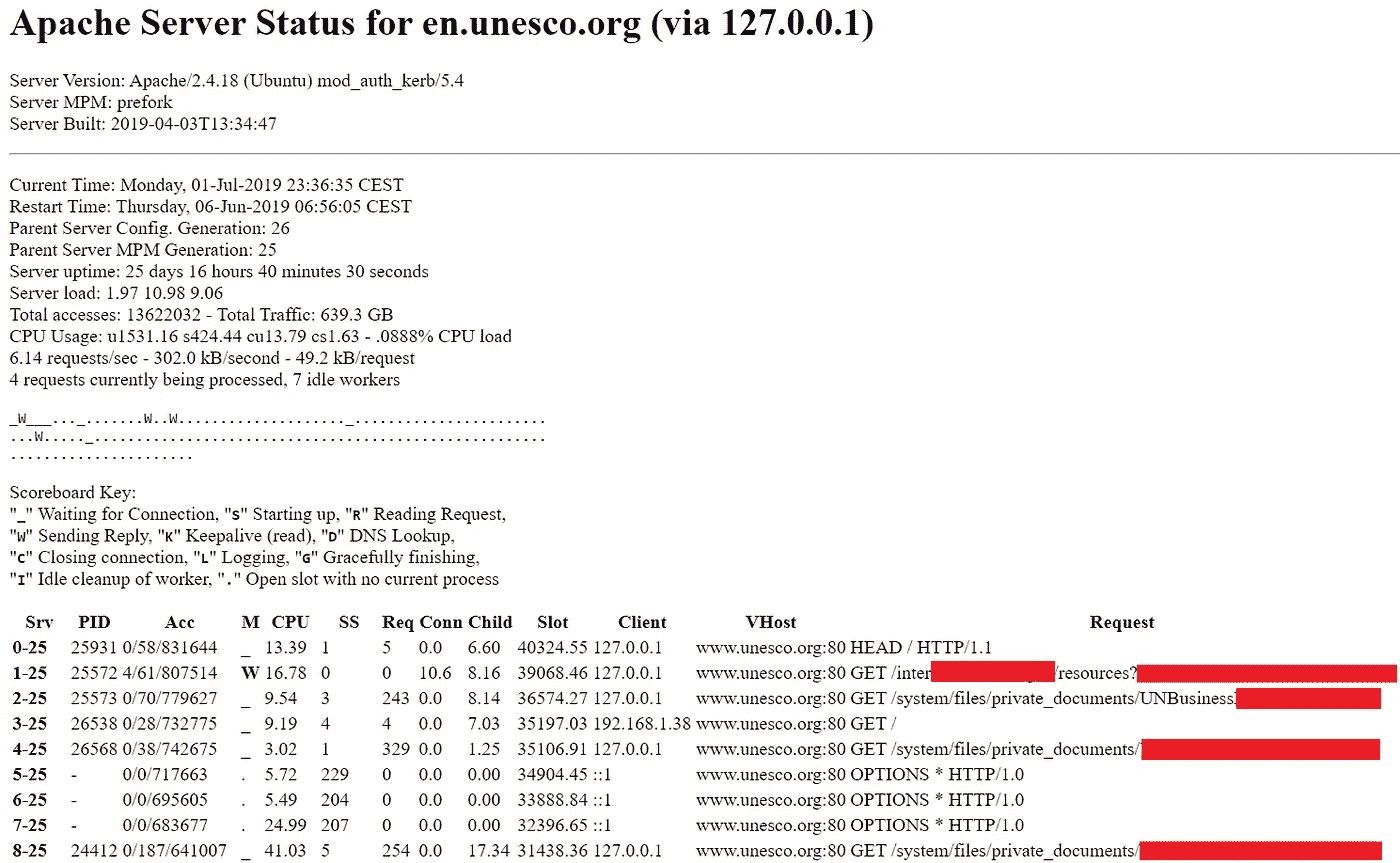 Apache Server Status for en.unesco.org (via 127.0.0.1)
Server Version: Apache/2.4.18 (Ubuntu) mod_auth_kerb/5.4
Server MPM: prefork
Server Built: 2019-04-03T13:34:47
Current Time: Monday, 01-Jul-2019 23:36:35 CEST
Restart Time: Thursday, 06-Jun-2019 06:56:05 CEST
Parent Server Config. Generation: 26
Parent Server MPM Generation: 25
Server uptime: 25 days 16 hours 40 minutes 30 seconds
Server load: 1.97 10.98 9.06
Total accesses: 13622032 - Total Traffic: 639.3 GB
CPU Usage: u1531.16 s424.44 cu13.79 cs1.63 - .0888% CPU load
6.14 requests/sec - 302.0 kB/second - 49.2 kB/request
4 requests currently being processed, 7 idle workers
_W___..._.......W..W...................._.......................
...W....._......................................................
......................
Scoreboard Key:
"_" Waiting for Connection, "S" Starting up, "R" Reading Request,
"W" Sending Reply, "K" Keepalive (read), "D" DNS Lookup,
"C" Closing connection, "L" Logging, "G" Gracefully finishing,
"I" Idle cleanup of worker, "." Open slot with no current process
Srv PID Acc M CPU SS Req Conn Child Slot Client VHost Request
0-25 25931 0/58/831644 _ 13.39 1 5 0.0 6.60 40324.55 127.0.0.1 www.unesco.org:80 HEAD / HTTP/1.1
1-25 25572 4/61/807514 W 16.78 0 0 10.6 8.16 39068.46 127.0.0.1 www.unesco.org:80 GET /inter /resources?
2-25 25573 0/70/779627 _ 9.54 3 243 0.0 8.14 36574.27 127.0.0.1 www.unesco.org:80 GET /system/files/private_documents/UNBusiness
3-25 26538 0/28/732775 _ 9.19 4 4 0.0 7.03 35197.03 192.168.1.38 www.unesco.org:80 GET /
4-25 26568 0/38/742675 _ 3.02 1 329 0.0 1.25 35106.91 127.0.0.1 www.unesco.org:80 GET /system/files/private_documents/
5-25 - 0/0/717663 . 5.72 229 0 0.0 0.00 34904.45 ::1 www.unesco.org:80 OPTIONS * HTTP/1.0
6-25 - 0/0/695605 . 5.49 204 0 0.0 0.00 33888.84 ::1 www.unesco.org:80 OPTIONS * HTTP/1.0
7-25 - 0/0/683677 . 24.99 207 0 0.0 0.00 32396.65 ::1 www.unesco.org:80 OPTIONS * HTTP/1.0
8-25 24412 0/187/641007 _ 41.03 5 254 0.0 17.34 31438.36 127.0.0.1 www.unesco.org:80 GET /system/files/private_documents/